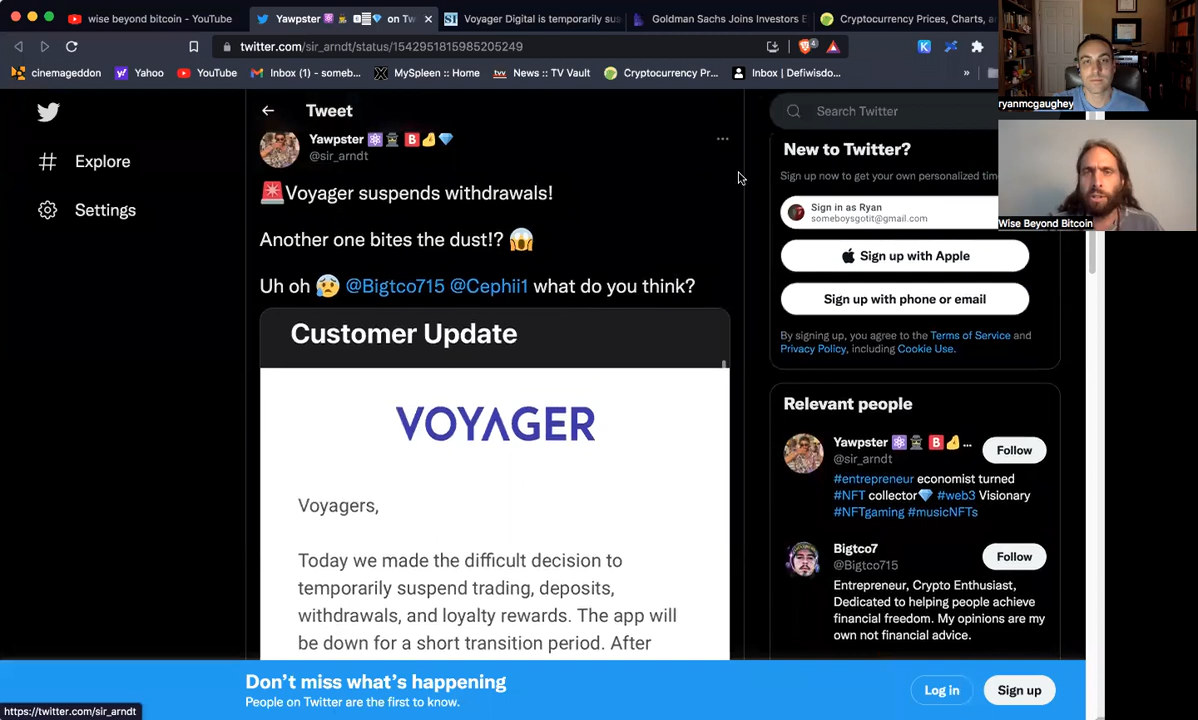 wise beyond bitcoin - YouTube
Yawpster on Tw
Voyager Digital is temporarily sus
Goldman Sachs Joins Investors E
Cryptocurrency Prices, Charts, a
twitter.com/sir_arndt/status/1542951815985205249
4
cinemageddon
Yahoo
YouTube
Inbox (1) - someb...
MySpleen :: Home
News :: TV Vault
Cryptocurrency Pr...
Inbox | Defiwisdo...
»
ryanmcgaughey
Wise Beyond Bitcoin
Explore
Settings
Tweet
Yawpster ⚛️ 🅱️ 💪 💎
@sir_arndt
🚨Voyager suspends withdrawals!
Another one bites the dust!? 😱
Uh oh 😰 @Bigtco715 @Cephii1 what do you think?
Customer Update
VOYAGER
Voyagers,
Today we made the difficult decision to
temporarily suspend trading, deposits,
withdrawals, and loyalty rewards. The app will
be down for a short transition period. After
Search Twitter
New to Twitter?
Sign up now to get your own personalized tim
Sign in as Ryan
someboysgotit@gmail.com
Sign up with Apple
Sign up with phone or email
By signing up, you agree to the Terms of Service and
Privacy Policy, including Cookie Use.
Relevant people
Yawpster ⚛️ 🅱️ 💪 ...
@sir_arndt
Follow
#entrepreneur economist turned
#NFT collector💎 #web3 Visionary
#NFTgaming #musicNFTs
Bigtco7
@Bigtco715
Follow
Entrepreneur, Crypto Enthusiast,
Dedicated to helping people achieve
financial freedom. My opinions are my
own not financial advice.
Don't miss what's happening
People on Twitter are the first to know.
Log in
Sign up
https://twitter.com/sir_arndt